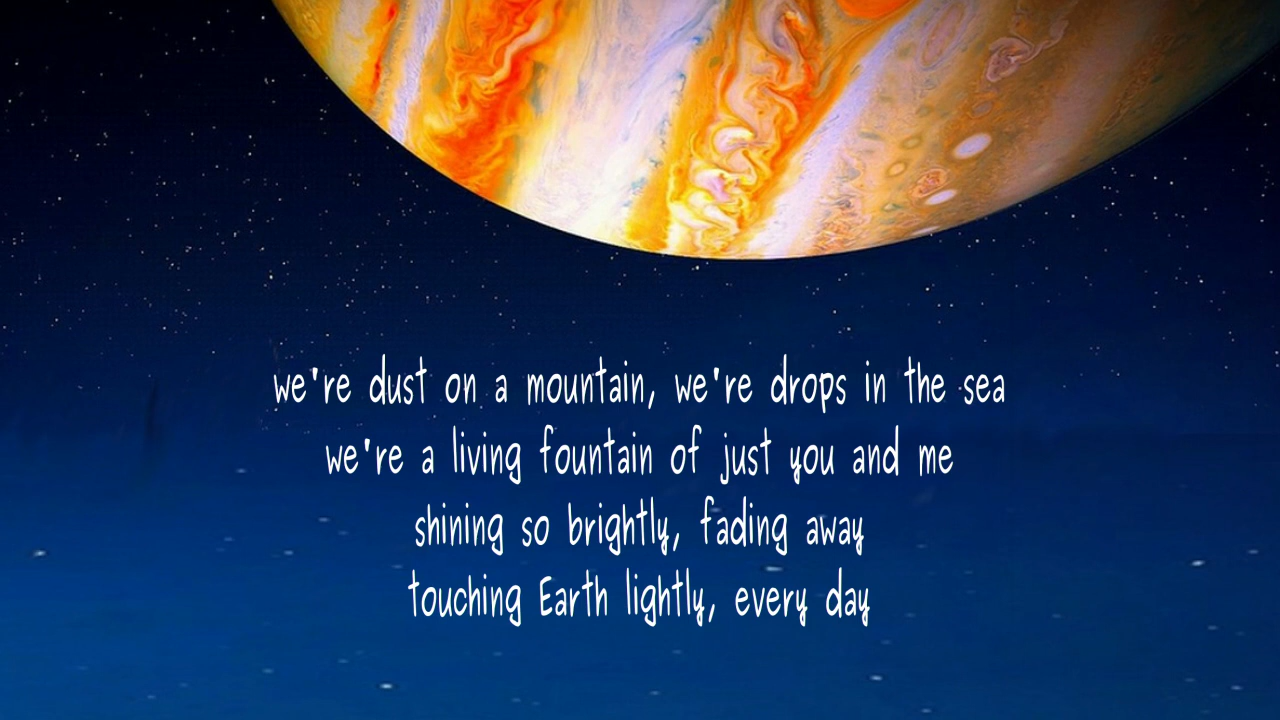 we're dust on a mountain, we're drops in the sea
we're a living fountain of just you and me
shining so brightly, fading away
touching Earth lightly, every day